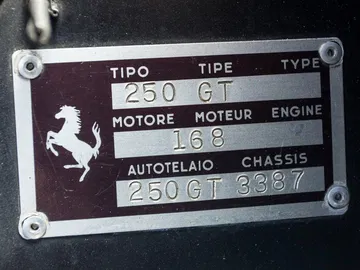 TIPO TIPE TYPE
250 GT
MOTORE MOTEUR ENGINE
168
AUTOTELAIO CHASSIS
250GT 3387